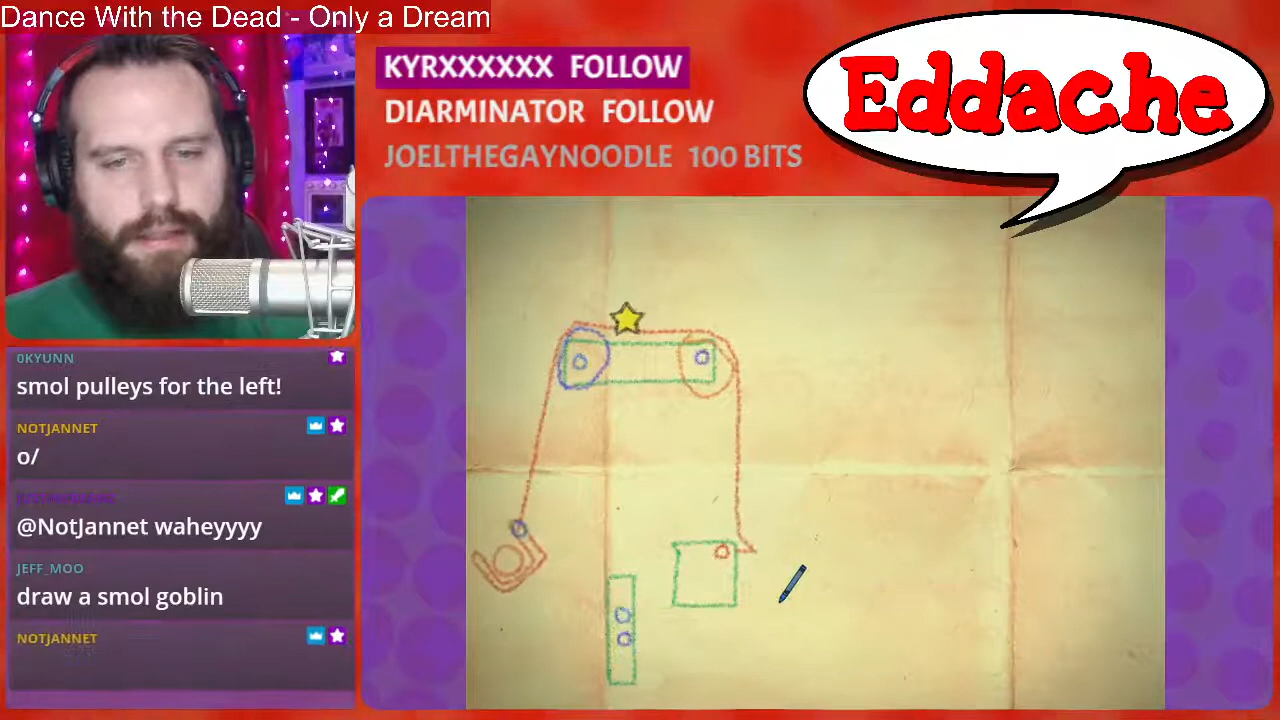 Dance With the Dead - Only a Dream
KYRXXXXXX FOLLOW
DIARMINATOR FOLLOW
JOELTHEGAYNOODLE 100 BITS
Eddache
0KYUNN
smol pulleys for the left!
NOTJANNET
o/
@NotJannet waheyyyy
JEFF_MOO
draw a smol goblin
NOTJANNET